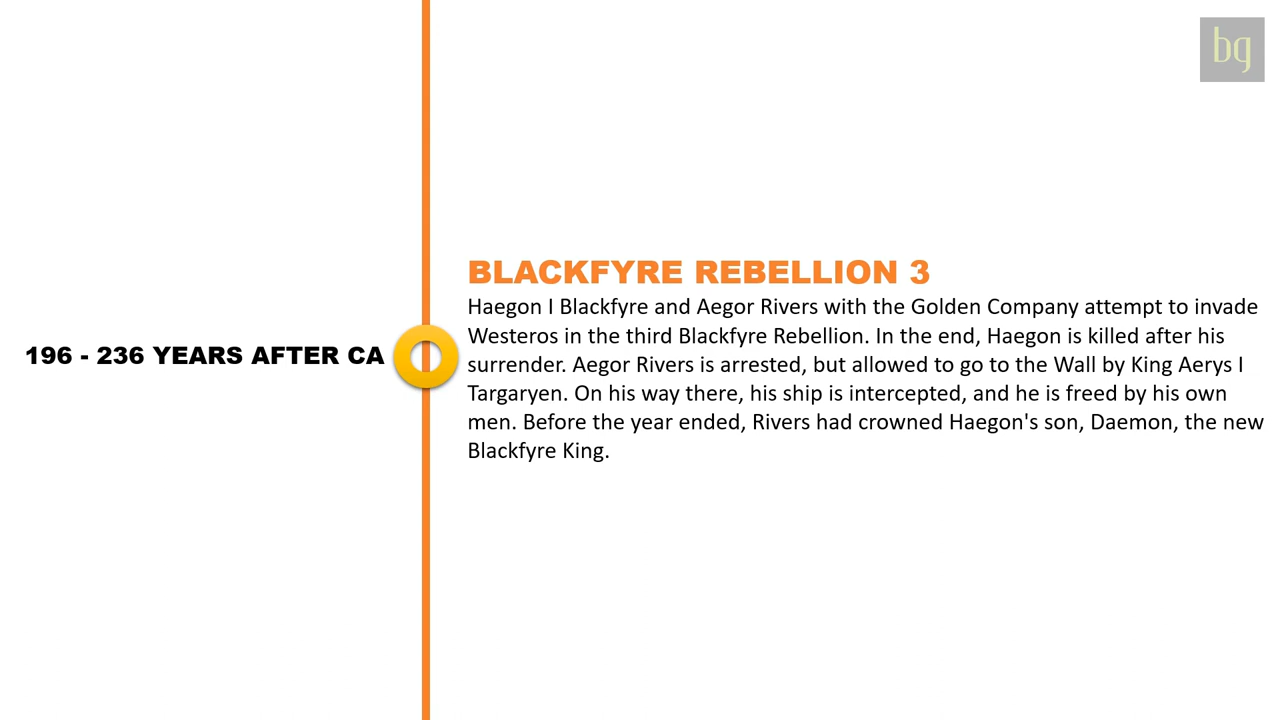 bg
BLACKFYRE REBELLION 3
Haegon I Blackfyre and Aegor Rivers with the Golden Company attempt to invade
Westeros in the third Blackfyre Rebellion. In the end, Haegon is killed after his
surrender. Aegor Rivers is arrested, but allowed to go to the Wall by King Aerys I
Targaryen. On his way there, his ship is intercepted, and he is freed by his own
men. Before the year ended, Rivers had crowned Haegon's son, Daemon, the new
Blackfyre King.
196 - 236 YEARS AFTER CA